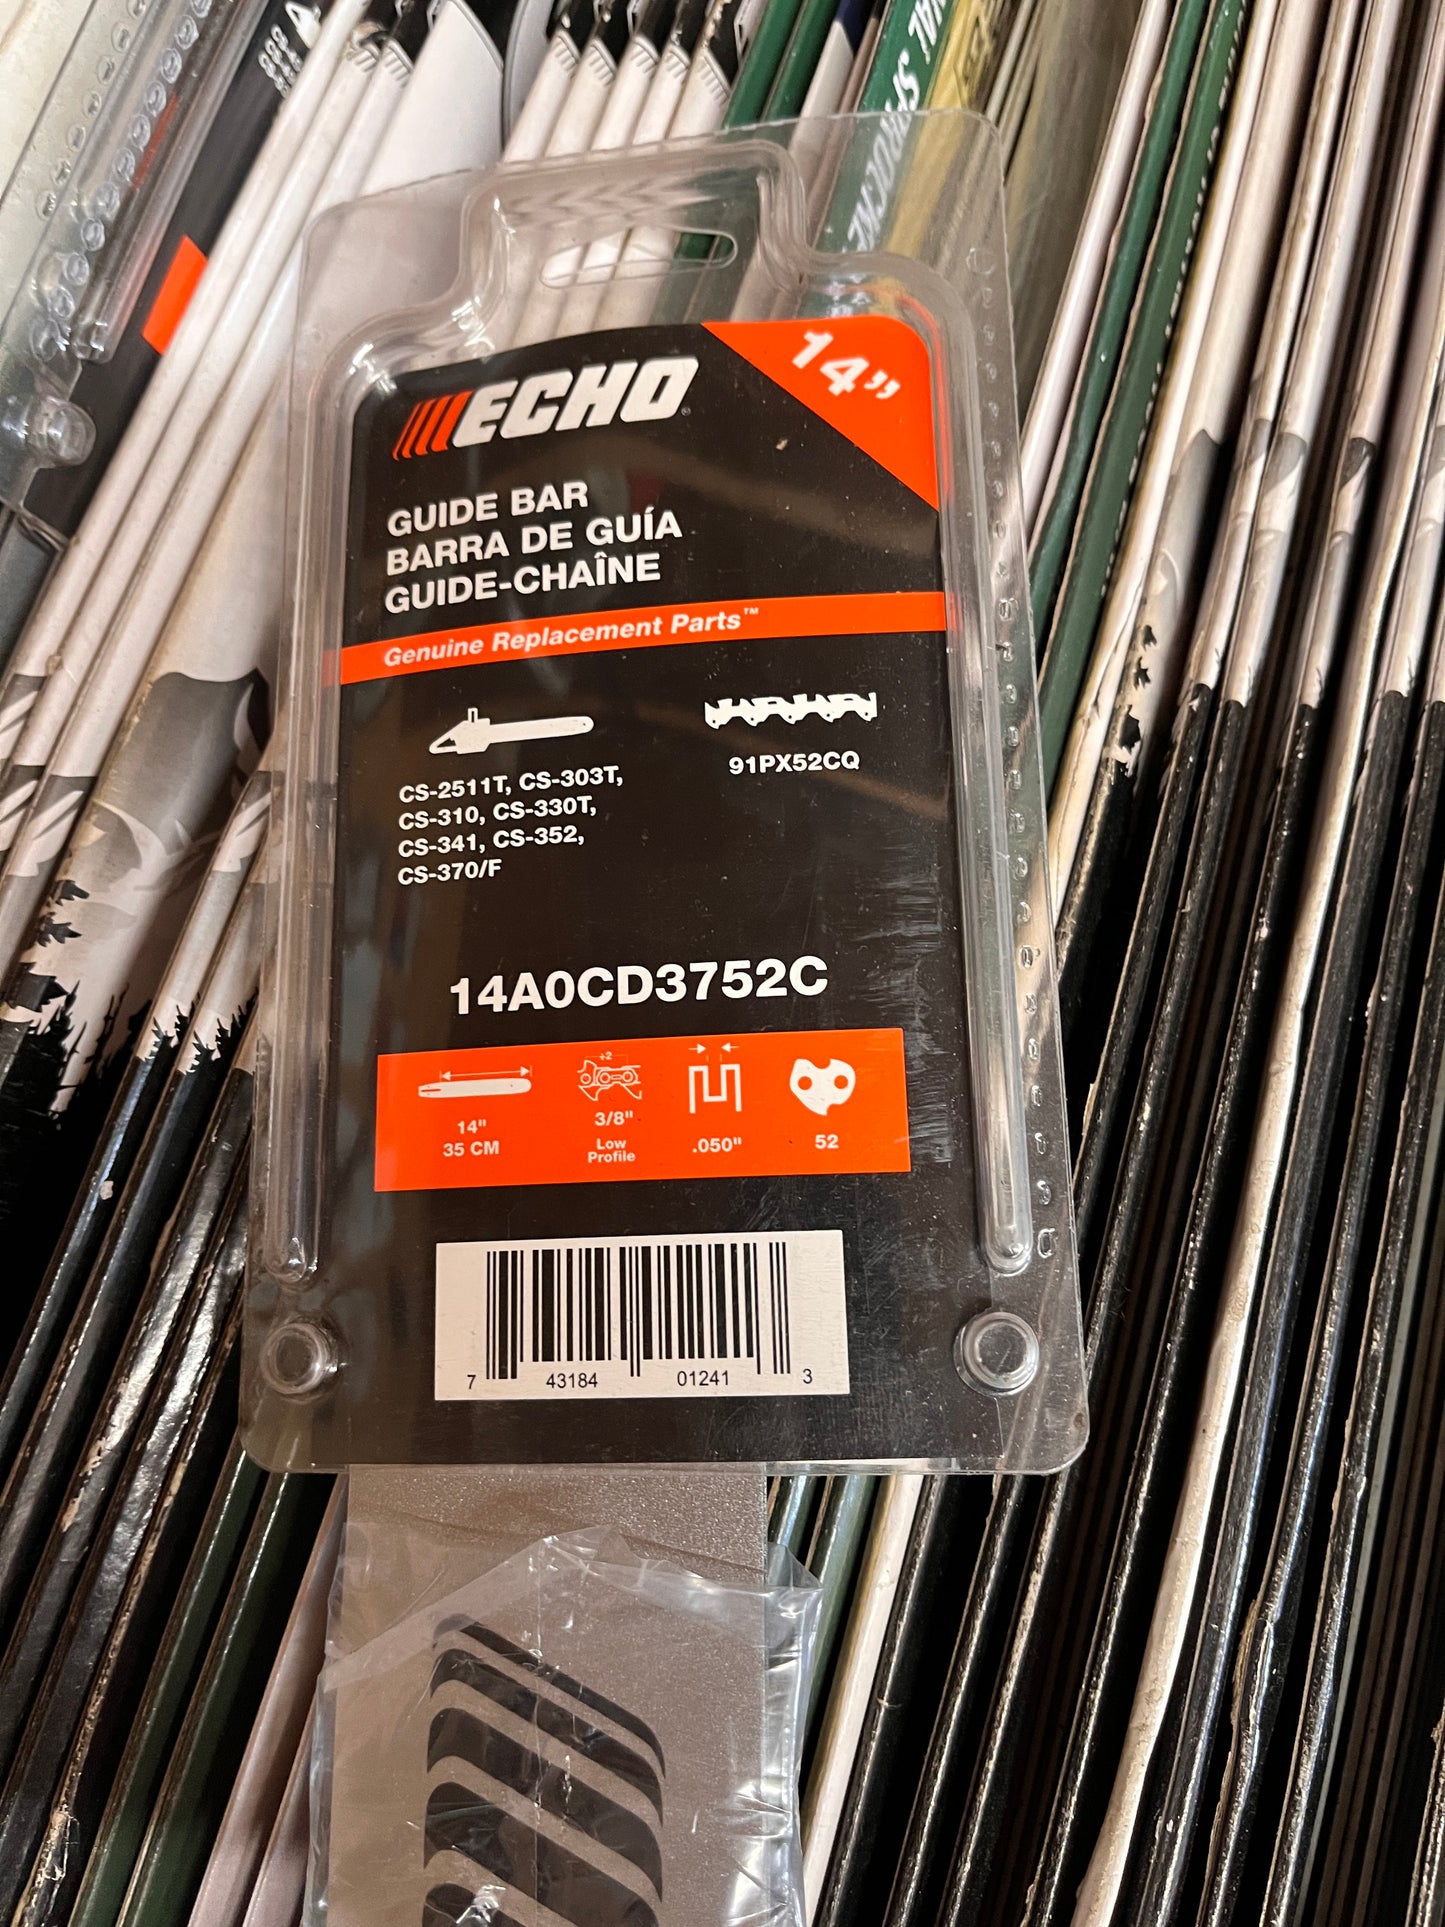 ECHO
14”
GUIDE BAR
BARRA DE GUÍA
GUIDE-CHAÎNE
Genuine Replacement Parts™
CS-2511T, CS-303T,
CS-310, CS-330T,
CS-341, CS-352,
CS-370/F
91PX52CQ
14A0CD3752C
14"
35 CM
+2
3/8"
Low
Profile
.050"
52
7 43184 01241 3